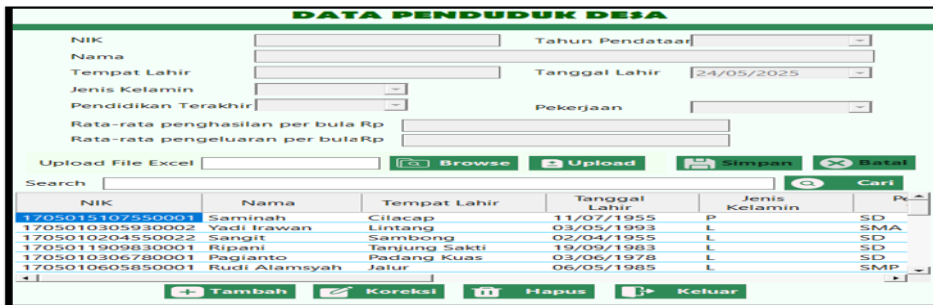 DATA PENDUDUK DESA
NIK Tahun Pendataar
Nama
Tempat Lahir Tanggal Lahir 24/05/2025
Jenis Kelamin
Pendidikan Terakhir Pekerjaan
Rata-rata penghasilan per bula Rp
Rata-rata pengeluaran per bulaRp
Upload File Excel Browse Upload Simpan Batal
Search Cari
NIK Nama Tempat Lahir Tanggal Lahir Jenis Kelamin
1705015107550001 Saminah Cilacap 11/07/1955 P SD
1705010305930002 Yadi Irawan Lintang 03/05/1993 L SMA
1705010204550022 Sangit Sambong 02/04/1955 L SD
1705011909830001 Ripani Tanjung Sakti 19/09/1983 L SD
1705010306780001 Pagianto Padang Kuas 03/06/1978 L SD
1705010605850001 Rudi Alamsyah Jalur 06/05/1985 L SMP
Tambah Koreksi Hapus Keluar